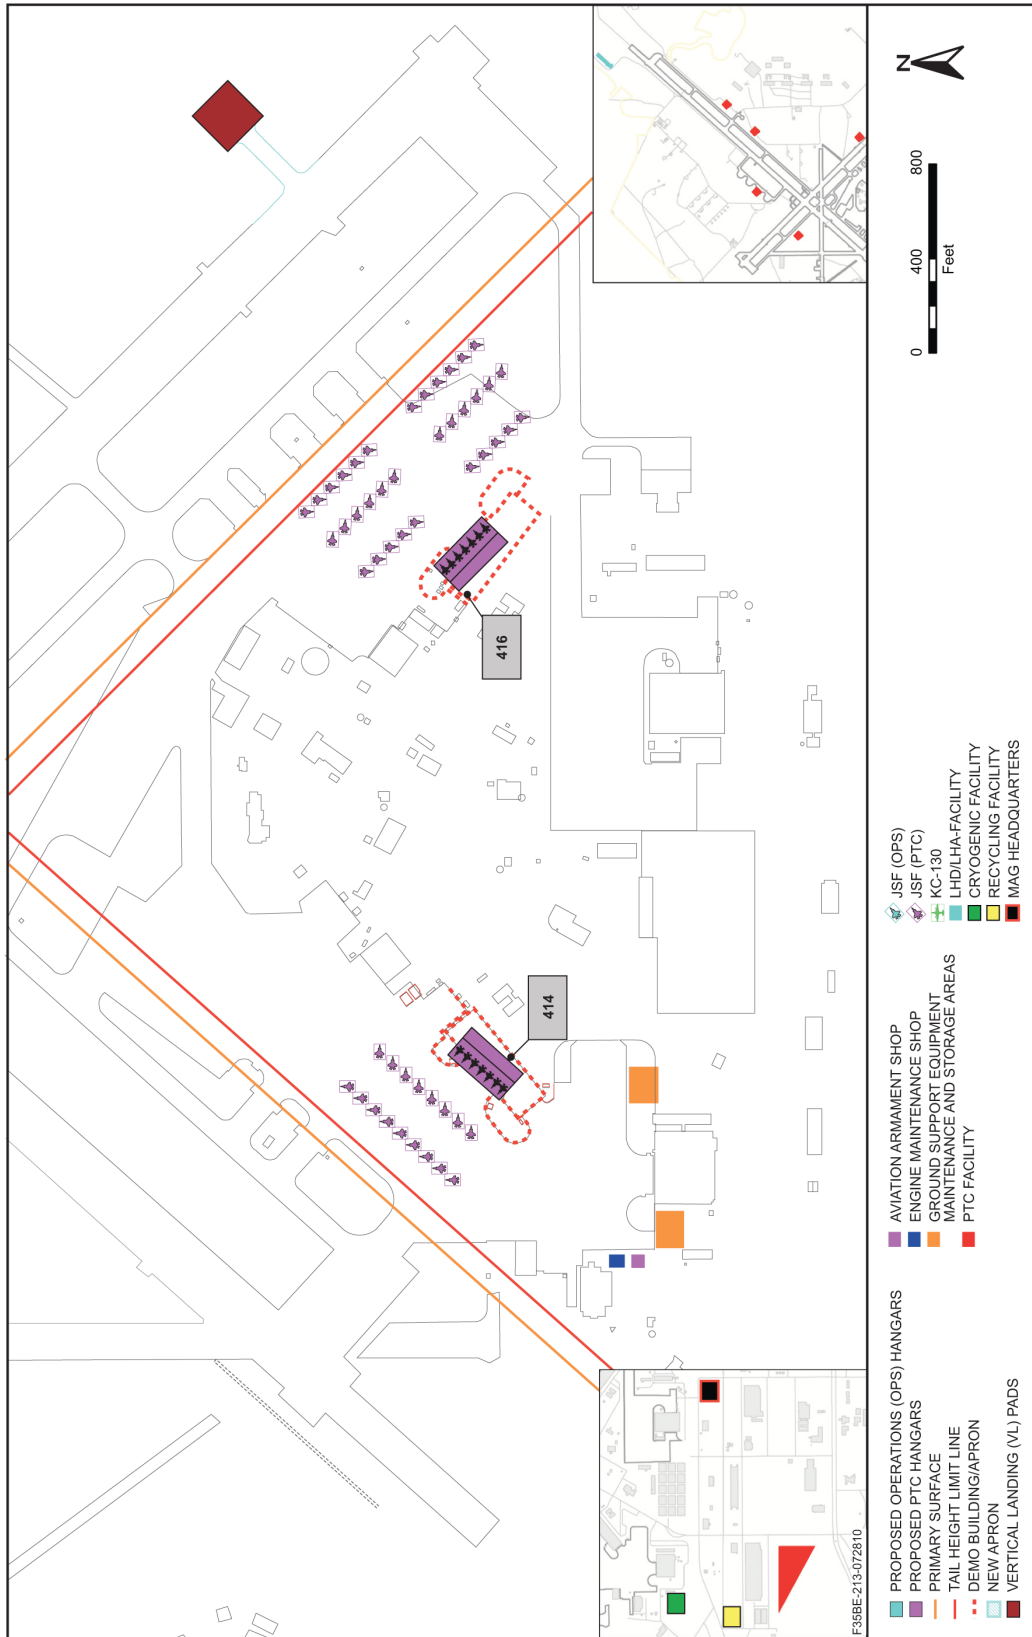 416
414
F35BE-213-072810
PROPOSED OPERATIONS (OPS) HANGARS
PROPOSED PTC HANGARS
PRIMARY SURFACE
TAIL HEIGHT LIMIT LINE
DEMO BUILDING/APRON
NEW APRON
VERTICAL LANDING (VL) PADS
AVIATION ARMAMENT SHOP
ENGINE MAINTENANCE SHOP
GROUND SUPPORT EQUIPMENT
MAINTENANCE AND STORAGE AREAS
PTC FACILITY
JSF (OPS)
JSF (PTC)
KC-130
LHD/LHA-FACILITY
CRYOGENIC FACILITY
RECYCLING FACILITY
MAG HEADQUARTERS
0 400 800
Feet
N